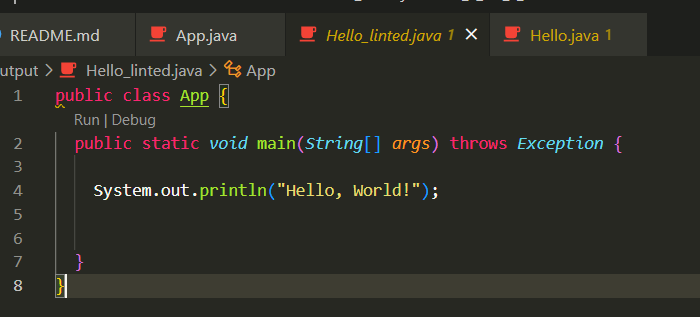 README.md App.java Hello_linted.java 1 Hello.java 1
utput > Hello_linted.java > App
1 public class App {
Run | Debug
2 public static void main(String[] args) throws Exception {
3
4 System.out.println("Hello, World!");
5
6
7 }
8 }